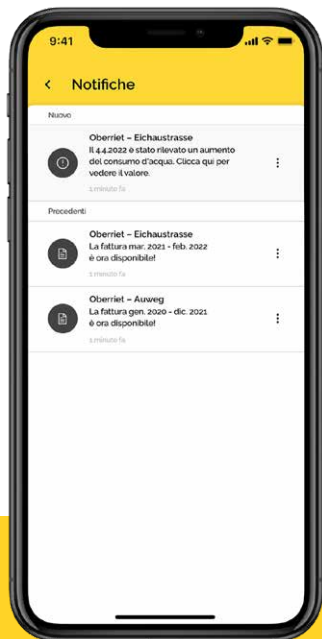 9:41
Notifiche
Nuovo
Oberriet – Eichaustrasse
Il 4.4.2022 è stato rilevato un aumento
del consumo d'acqua. Clicca qui per
vedere il valore.
1 minuto fa
Precedenti
Oberriet – Eichaustrasse
La fattura mar. 2021 - feb. 2022
è ora disponibile!
1 minuto fa
Oberriet – Auweg
La fattura gen. 2020 - dic. 2021
è ora disponibile!
1 minuto fa